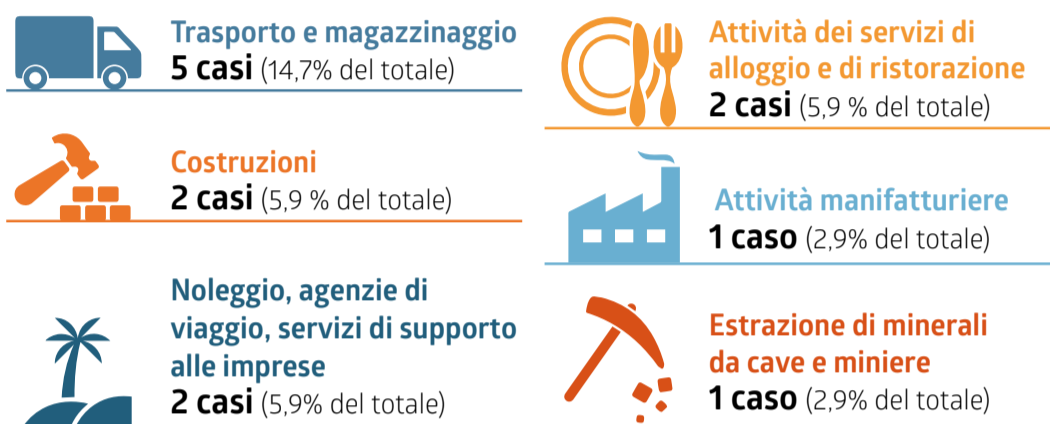 Trasporto e magazzinaggio
5 casi (14,7% del totale)
Costruzioni
2 casi (5,9 % del totale)
Noleggio, agenzie di
viaggio, servizi di supporto
alle imprese
2 casi (5,9% del totale)
Attività dei servizi di
alloggio e di ristorazione
2 casi (5,9 % del totale)
Attività manifatturiere
1 caso (2,9% del totale)
Estrazione di minerali
da cave e miniere
1 caso (2,9% del totale)